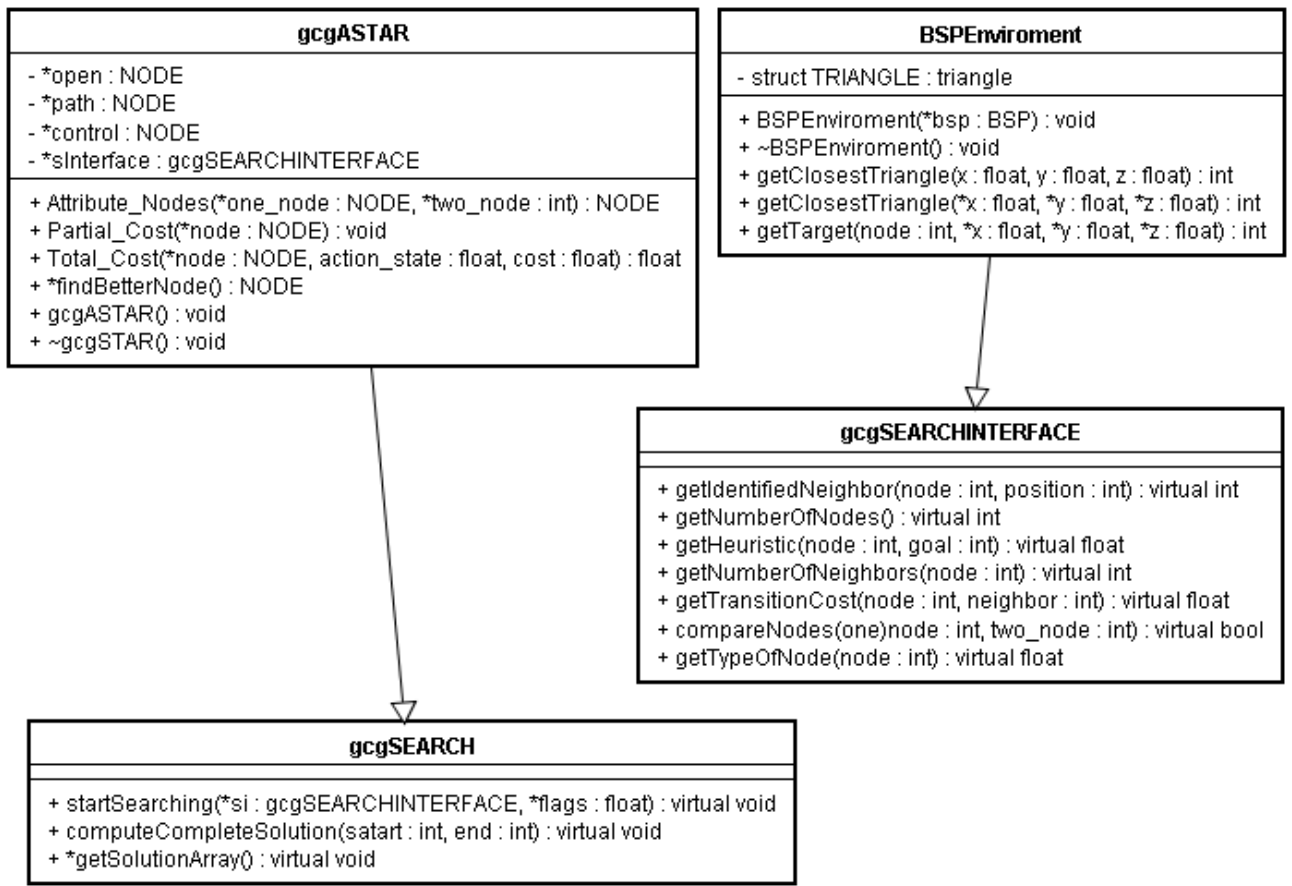 gcgASTAR
- *open : NODE
- *path : NODE
- *control : NODE
- *sInterface : gcgSEARCHINTERFACE
+ Attribute_Nodes(*one_node : NODE, *two_node : int) : NODE
+ Partial_Cost(*node : NODE) : void
+ Total_Cost(*node : NODE, action_state : float, cost : float) : float
+ *findBetterNode() : NODE
+ gcgASTAR() : void
+ ~gcgSTAR() : void
BSPEnviroment
- struct TRIANGLE : triangle
+ BSPEnviroment(*bsp : BSP) : void
+ ~BSPEnviroment() : void
+ getClosestTriangle(x : float, y : float, z : float) : int
+ getClosestTriangle(*x : float, *y : float, *z : float) : int
+ getTarget(node : int, *x : float, *y : float, *z : float) : int
gcgSEARCHINTERFACE
+ getIdentifiedNeighbor(node : int, position : int) : virtual int
+ getNumberOfNodes() : virtual int
+ getHeuristic(node : int, goal : int) : virtual float
+ getNumberOfNeighbors(node : int) : virtual int
+ getTransitionCost(node : int, neighbor : int) : virtual float
+ compareNodes(one)node : int, two_node : int) : virtual bool
+ getTypeOfNode(node : int) : virtual float
gcgSEARCH
+ startSearching(*si : gcgSEARCHINTERFACE, *flags : float) : virtual void
+ computeCompleteSolution(satart : int, end : int) : virtual void
+ *getSolutionArray() : virtual void